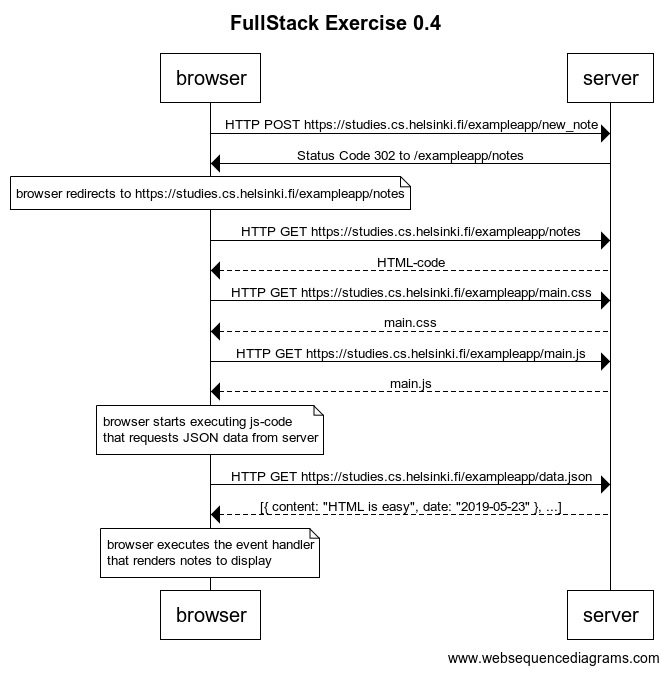 FullStack Exercise 0.4
browser
server
HTTP POST https://studies.cs.helsinki.fi/exampleapp/new_note
Status Code 302 to /exampleapp/notes
browser redirects to https://studies.cs.helsinki.fi/exampleapp/notes
HTTP GET https://studies.cs.helsinki.fi/exampleapp/notes
HTML-code
HTTP GET https://studies.cs.helsinki.fi/exampleapp/main.css
main.css
HTTP GET https://studies.cs.helsinki.fi/exampleapp/main.js
main.js
browser starts executing js-code
that requests JSON data from server
HTTP GET https://studies.cs.helsinki.fi/exampleapp/data.json
[{ content: "HTML is easy", date: "2019-05-23" }, ...]
browser executes the event handler
that renders notes to display
browser
server
www.websequencediagrams.com